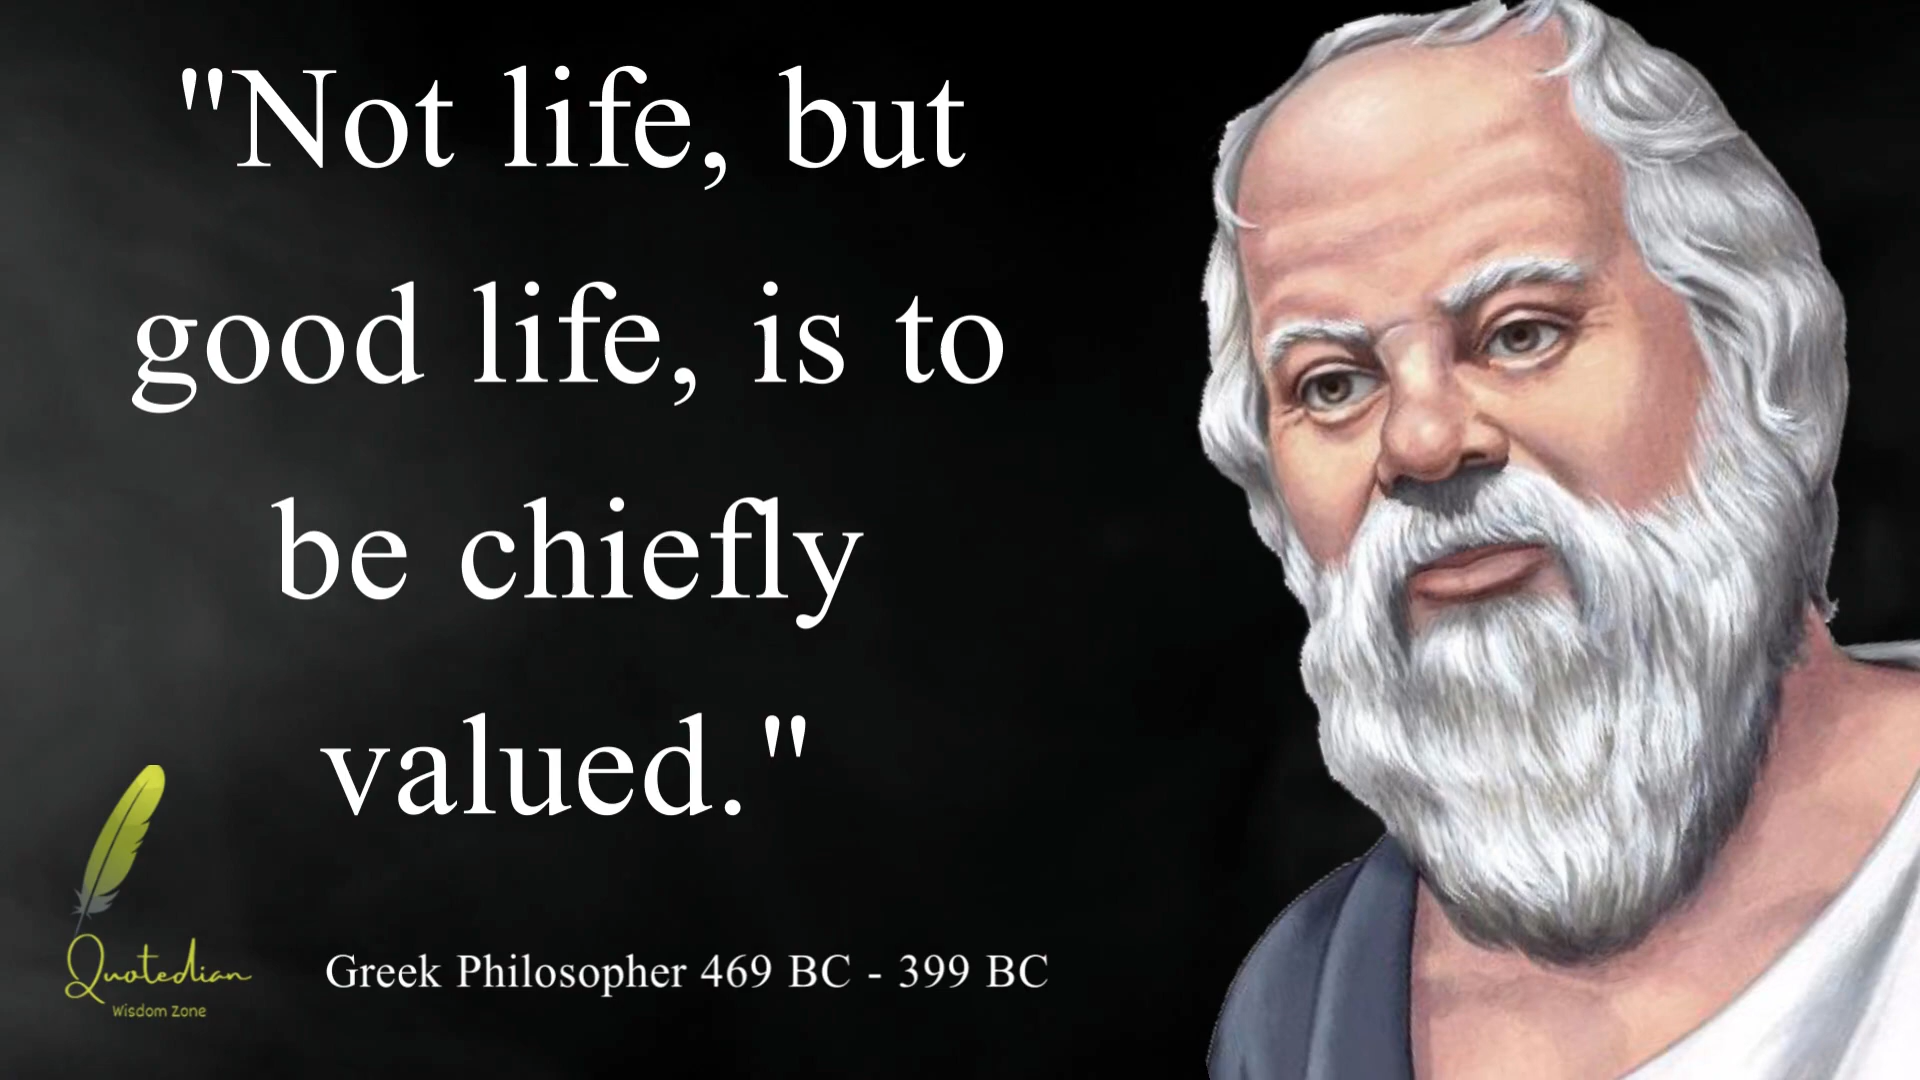 "Not life, but
good life, is to
be chiefly
valued."
Greek Philosopher 469 BC - 399 BC
Quotedian
Wisdom Zone